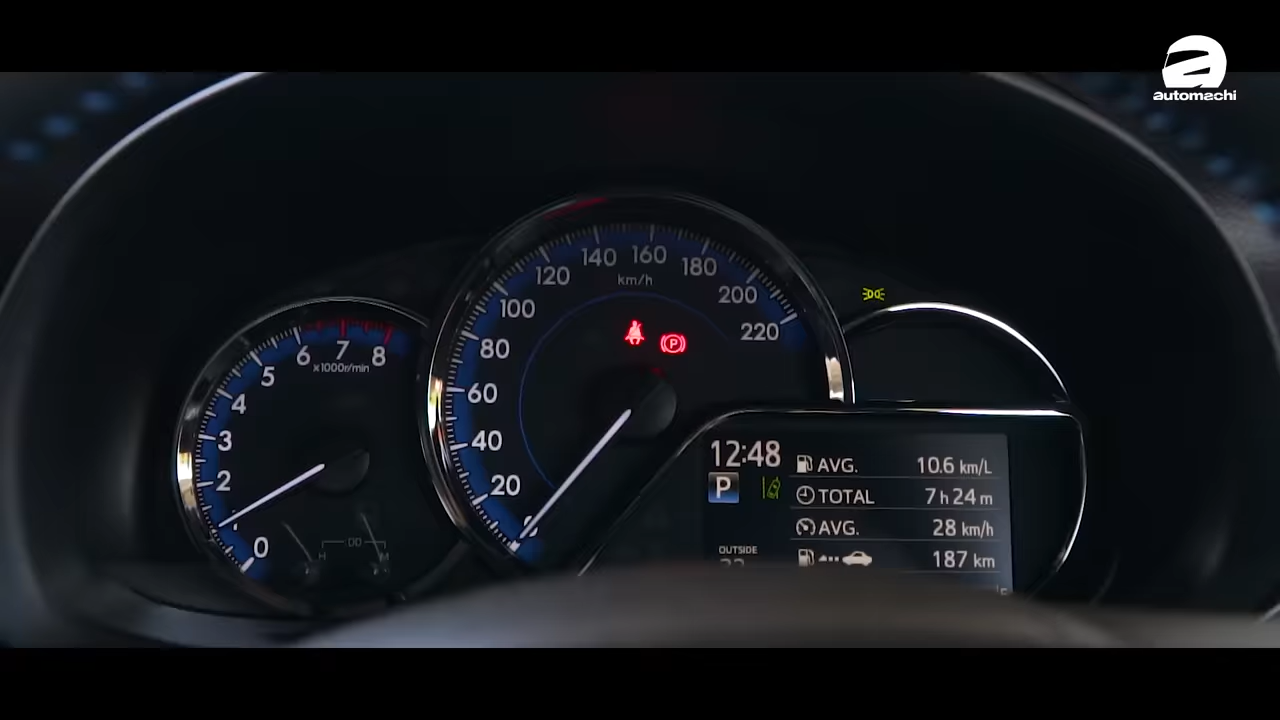 automachi
0
1
2
3
4
5
6
7
8
x1000r/min
H
0
20
40
60
80
100
120
140
160
180
200
220
km/h
P
12:48
P
AVG. 10.6 km/L
TOTAL 7 h 24 m
AVG. 28 km/h
187 km
OUTSIDE